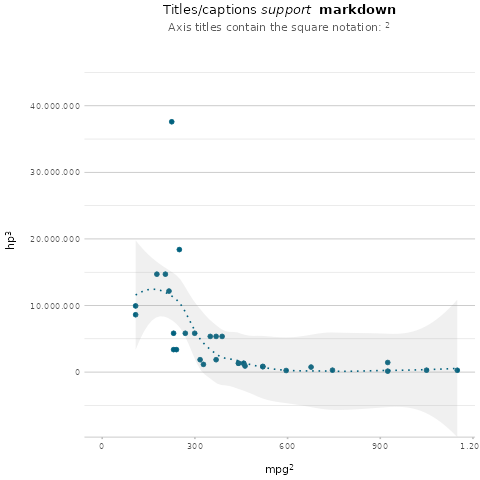 Titles/captions support markdown
Axis titles contain the square notation: ²
40.000.000
30.000.000
20.000.000
10.000.000
0
hp³
0 300 600 900 1.20
mpg²